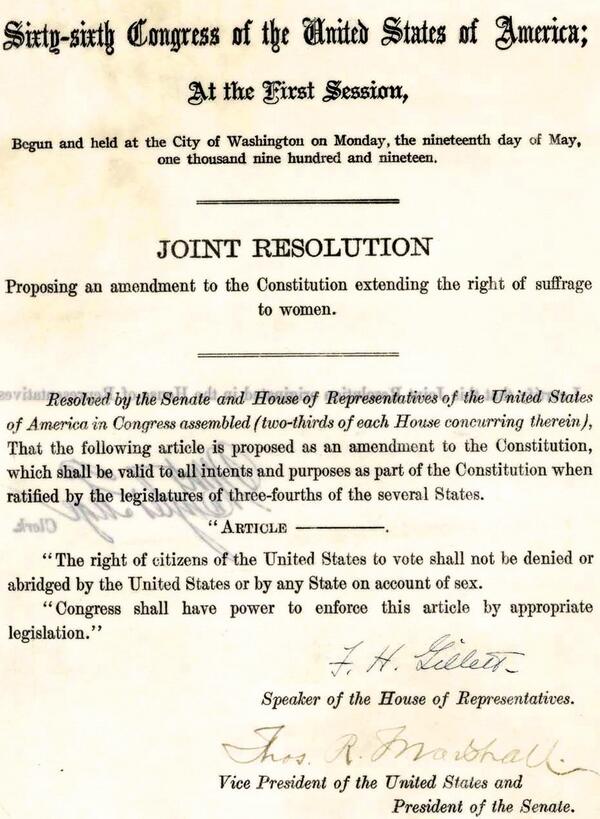 Sixty-sixth Congress of the United States of America;
At the First Session,
Begun and held at the City of Washington on Monday, the nineteenth day of May,
one thousand nine hundred and nineteen.
JOINT RESOLUTION
Proposing an amendment to the Constitution extending the right of suffrage
to women.
Resolved by the Senate and House of Representatives of the United States
of America in Congress assembled (two-thirds of each House concurring therein),
That the following article is proposed as an amendment to the Constitution,
which shall be valid to all intents and purposes as part of the Constitution when
ratified by the legislatures of three-fourths of the several States.
"ARTICLE ————.
"The right of citizens of the United States to vote shall not be denied or
abridged by the United States or by any State on account of sex.
"Congress shall have power to enforce this article by appropriate
legislation."
F. H. Gillett
Speaker of the House of Representatives.
Thos. R. Marshall.
Vice President of the United States and
President of the Senate.
Clerk.